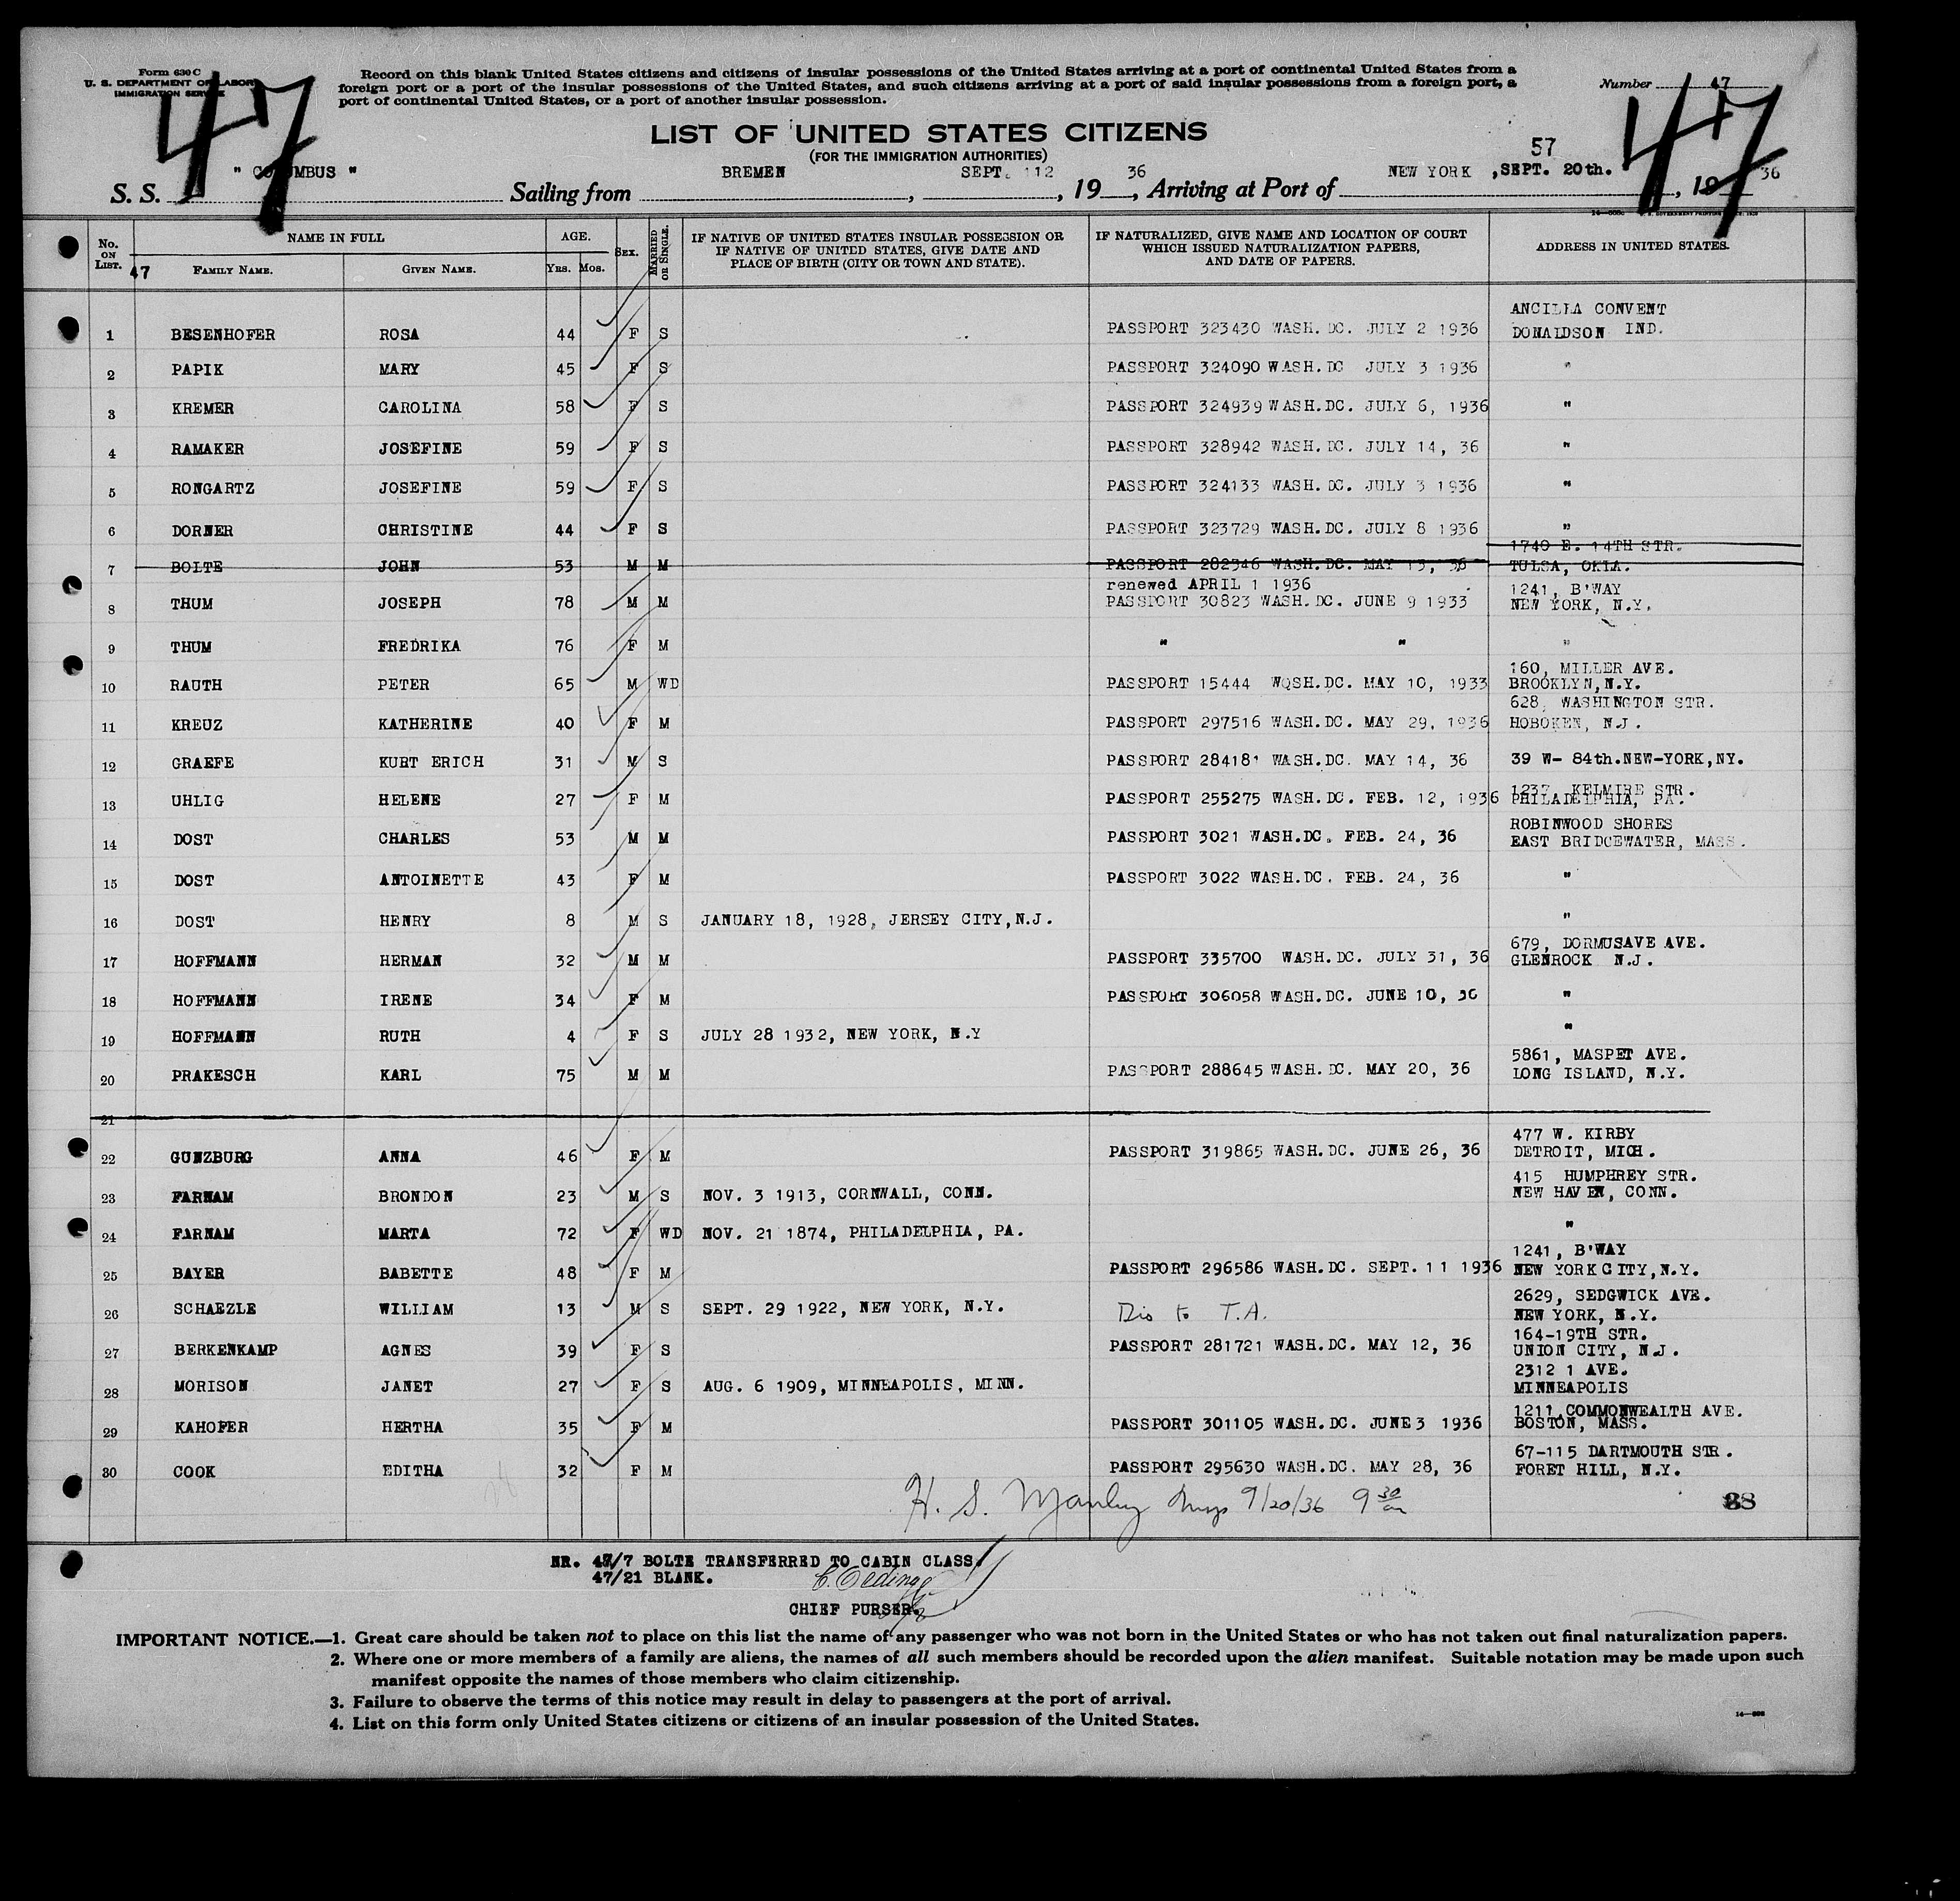 Form 630 C
U. S. DEPARTMENT OF LABOR
IMMIGRATION SERVICE
47
Record on this blank United States citizens and citizens of insular possessions of the United States arriving at a port of continental United States from a
foreign port or a port of the insular possessions of the United States, and such citizens arriving at a port of said insular possessions from a foreign port, a
port of continental United States, or a port of another insular possession.
Number 47
47
LIST OF UNITED STATES CITIZENS
(FOR THE IMMIGRATION AUTHORITIES)
57
S. S. " COLUMBUS " Sailing from BREMEN, SEPT. 112, 19 36, Arriving at Port of NEW YORK, SEPT. 20th., 19 36
No. ON LIST. 47 NAME IN FULL FAMILY NAME. GIVEN NAME. AGE. YRS. MOS. SEX. MARRIED OR SINGLE. IF NATIVE OF UNITED STATES INSULAR POSSESSION OR IF NATIVE OF UNITED STATES, GIVE DATE AND PLACE OF BIRTH (CITY OR TOWN AND STATE). IF NATURALIZED, GIVE NAME AND LOCATION OF COURT WHICH ISSUED NATURALIZATION PAPERS, AND DATE OF PAPERS. ADDRESS IN UNITED STATES.
1 BESENHOFER ROSA 44 F S PASSPORT 323430 WASH. DC. JULY 2 1936 ANCILLA CONVENT DONALDSON IND.
2 PAPIK MARY 45 F S PASSPORT 324090 WASH. DC JULY 3 1936 "
3 KREMER CAROLINA 58 F S PASSPORT 324939 WASH.DC. JULY 6, 1936 "
4 RAMAKER JOSEFINE 59 F S PASSPORT 328942 WASH. DC. JULY 14, 36 "
5 RONGARTZ JOSEFINE 59 F S PASSPORT 324133 WASH. DC. JULY 3 1936 "
6 DORNER CHRISTINE 44 F S PASSPORT 323729 WASH.DC. JULY 8 1936 "
7 BOLTE JOHN 53 M M PASSPORT 282346 WASH.DC. MAY 13, 36 1740 E. 14TH STR. TULSA, OKLA.
8 THUM JOSEPH 78 M M renewed APRIL 1 1936 PASSPORT 30823 WASH.DC. JUNE 9 1933 1241, B'WAY NEW YORK, N.Y.
9 THUM FREDRIKA 76 F M " " "
10 RAUTH PETER 65 M WD PASSPORT 15444 WQSH.DC. MAY 10, 1933 160, MILLER AVE. BROOKLYN, N.Y.
11 KREUZ KATHERINE 40 F M PASSPORT 297516 WASH.DC. MAY 29, 1936 628, WASHINGTON STR. HOBOKEN, N.J.
12 GRAEFE KURT ERICH 31 M S PASSPORT 28418' WASH.DC. MAY 14, 36 39 W- 84th.NEW-YORK,NY.
13 UHLIG HELENE 27 F M PASSPORT 255275 WASH.DC. FEB. 12, 1936 KELMIRE STR. PHILADELPHIA, PA.
14 DOST CHARLES 53 M M PASSPORT 3021 WASH.DC. FEB. 24, 36 ROBINWOOD SHORES EAST BRIDGEWATER, MASS.
15 DOST ANTOINETTE 43 F M PASSPORT 3022 WASH.DC. FEB. 24, 36 "
16 DOST HENRY 8 M S JANUARY 18, 1928, JERSEY CITY,N.J. "
17 HOFFMANN HERMAN 32 M M PASSPORT 335700 WASH.DC. JULY 31, 36 679, DORMUSAVE AVE. GLENROCK N.J.
18 HOFFMANN IRENE 34 F M PASSPORT 306058 WASH.DC. JUNE 10, 36 "
19 HOFFMANN RUTH 4 F S JULY 28 1932, NEW YORK, N.Y "
20 PRAKESCH KARL 75 M M PASSPORT 288645 WASH.DC. MAY 20, 36 5861, MASPET AVE. LONG ISLAND, N.Y.
21
22 GUNZBURG ANNA 46 F M PASSPORT 319865 WASH.DC. JUNE 26, 36 477 W. KIRBY DETROIT, MICH.
23 FARNAM BRONDON 23 M S NOV. 3 1913, CORNWALL, CONN. 415 HUMPHREY STR. NEW HAVEN, CONN.
24 FARNAM MARTA 72 F WD NOV. 21 1874, PHILADELPHIA, PA. "
25 BAYER BABETTE 48 F M PASSPORT 296586 WASH.DC. SEPT. 11 1936 1241, B'WAY NEW YORK CITY, N.Y.
26 SCHAEZLE WILLIAM 13 M S SEPT. 29 1922, NEW YORK, N.Y. Dis to T.A. 2629, SEDGWICK AVE. NEW YORK, N.Y.
27 BERKENKAMP AGNES 39 F S PASSPORT 281721 WASH.DC. MAY 12, 36 164-19TH STR. UNION CITY, N.J.
28 MORISON JANET 27 F S AUG. 6 1909, MINNEAPOLIS, MINN. 2312 1 AVE. MINNEAPOLIS
29 KAHOFER HERTHA 35 F M PASSPORT 301105 WASH.DC. JUNE 3 1936 1211, COMMONWEALTH AVE. BOSTON, MASS.
30 COOK EDITHA 32 F M PASSPORT 295630 WASH.DC. MAY 28, 36 67-115 DARTMOUTH STR. FORET HILL, N.Y.
H. S. Manley Insp 9/20/36 9 30 am
NR. 47/7 BOLTE TRANSFERRED TO CABIN CLASS.
47/21 BLANK.
CHIEF PURSER.
IMPORTANT NOTICE.—1. Great care should be taken not to place on this list the name of any passenger who was not born in the United States or who has not taken out final naturalization papers.
2. Where one or more members of a family are aliens, the names of all such members should be recorded upon the alien manifest. Suitable notation may be made upon such
manifest opposite the names of those members who claim citizenship.
3. Failure to observe the terms of this notice may result in delay to passengers at the port of arrival.
4. List on this form only United States citizens or citizens of an insular possession of the United States.